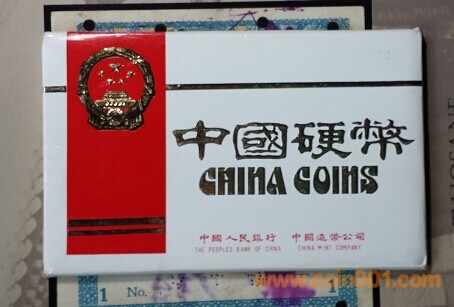 中國硬幣
CHINA COINS
中國人民銀行 中國造幣公司
THE PEOPLES BANK OF CHINA CHINA MINT COMPANY
www.coin001.com
1 No.